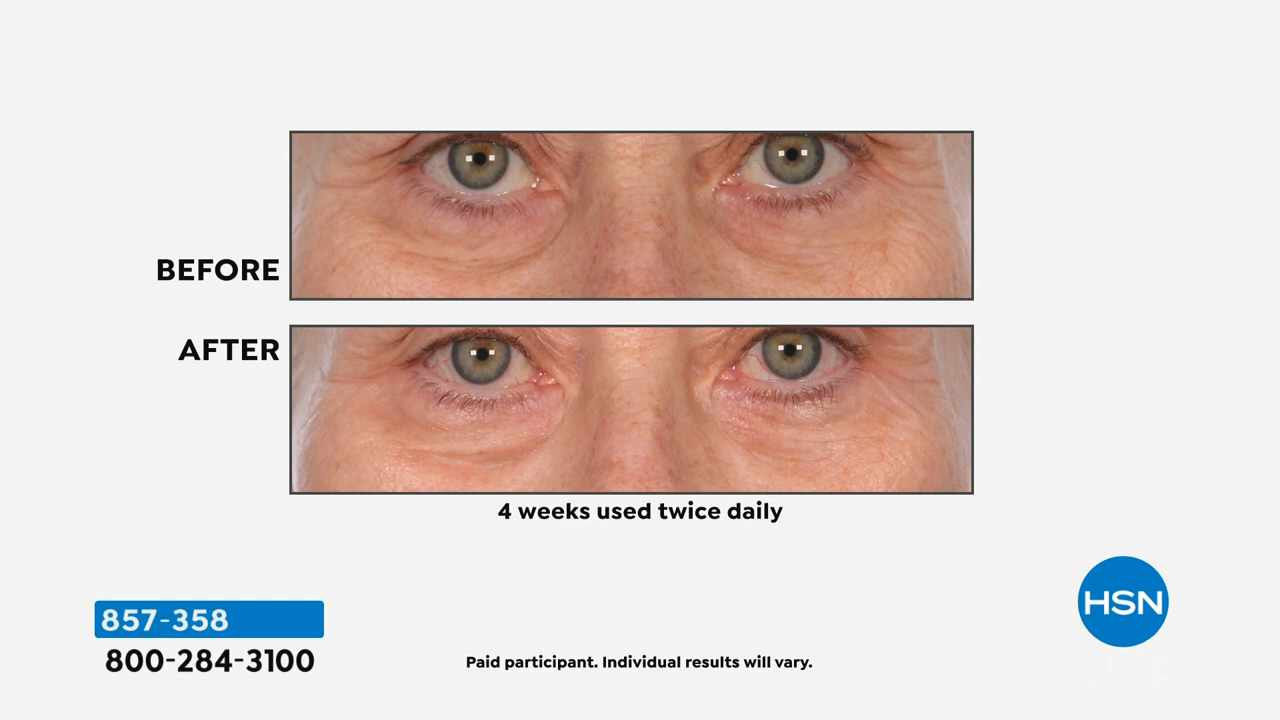 BEFORE
AFTER
4 weeks used twice daily
857-358
800-284-3100
Paid participant. Individual results will vary.
HSN